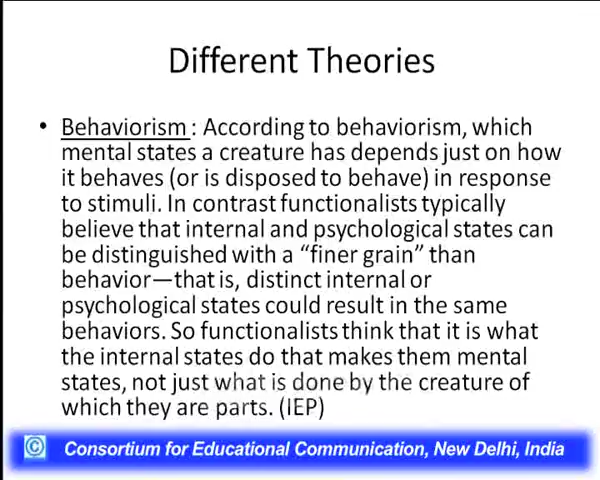 Different Theories
• Behaviorism : According to behaviorism, which
mental states a creature has depends just on how
it behaves (or is disposed to behave) in response
to stimuli. In contrast functionalists typically
believe that internal and psychological states can
be distinguished with a “finer grain” than
behavior—that is, distinct internal or
psychological states could result in the same
behaviors. So functionalists think that it is what
the internal states do that makes them mental
states, not just what is done by the creature of
which they are parts. (IEP)
© Consortium for Educational Communication, New Delhi, India